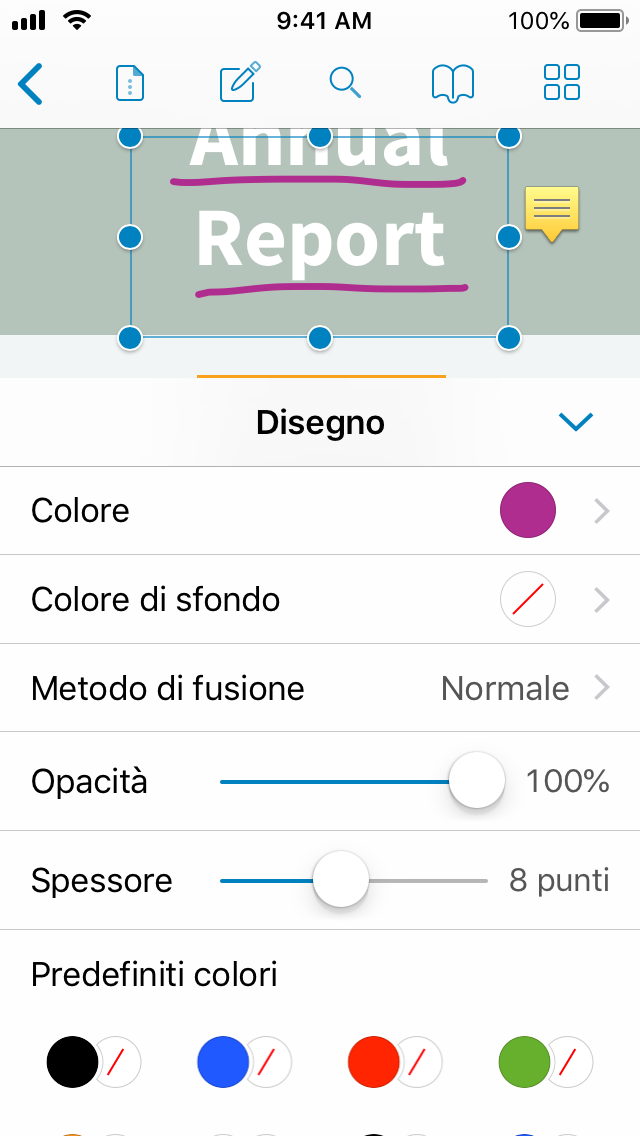 9:41 AM
100%
Annual
Report
Disegno
Colore
Colore di sfondo
Metodo di fusione Normale
Opacità 100%
Spessore 8 punti
Predefiniti colori